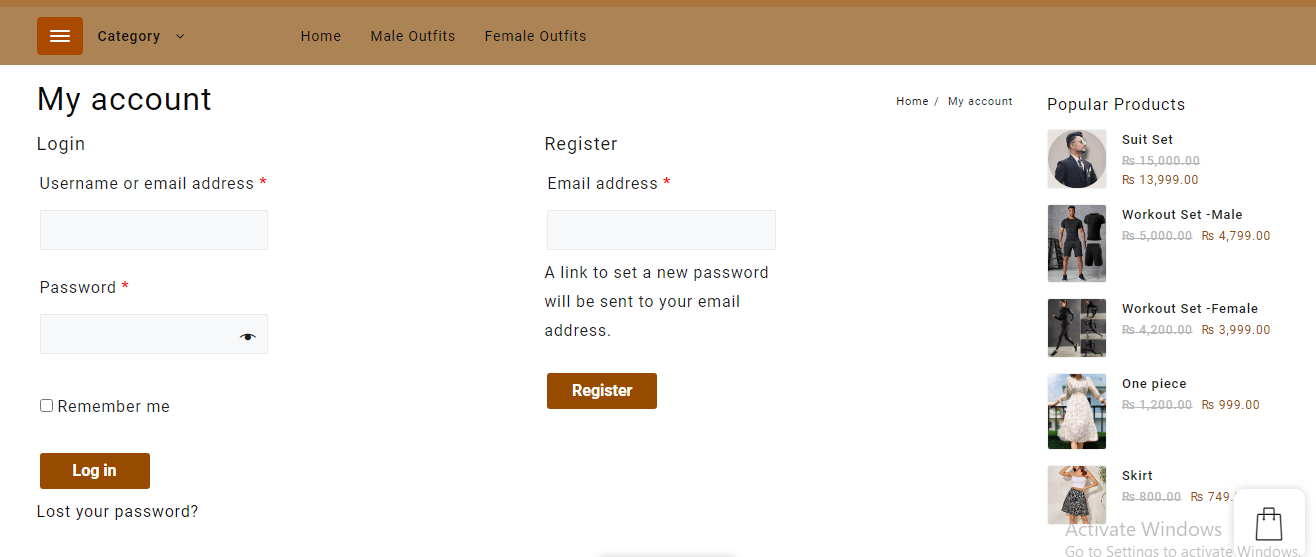 Category
Home Male Outfits Female Outfits
My account
Home / My account
Login
Username or email address *
Password *
Remember me
Log in
Lost your password?
Register
Email address *
A link to set a new password
will be sent to your email
address.
Register
Popular Products
Suit Set
₨ 15,000.00
₨ 13,999.00
Workout Set -Male
₨ 5,000.00 ₨ 4,799.00
Workout Set -Female
₨ 4,200.00 ₨ 3,999.00
One piece
₨ 1,200.00 ₨ 999.00
Skirt
₨ 800.00 ₨ 749.
Activate Windows
Go to Settings to activate Windows.